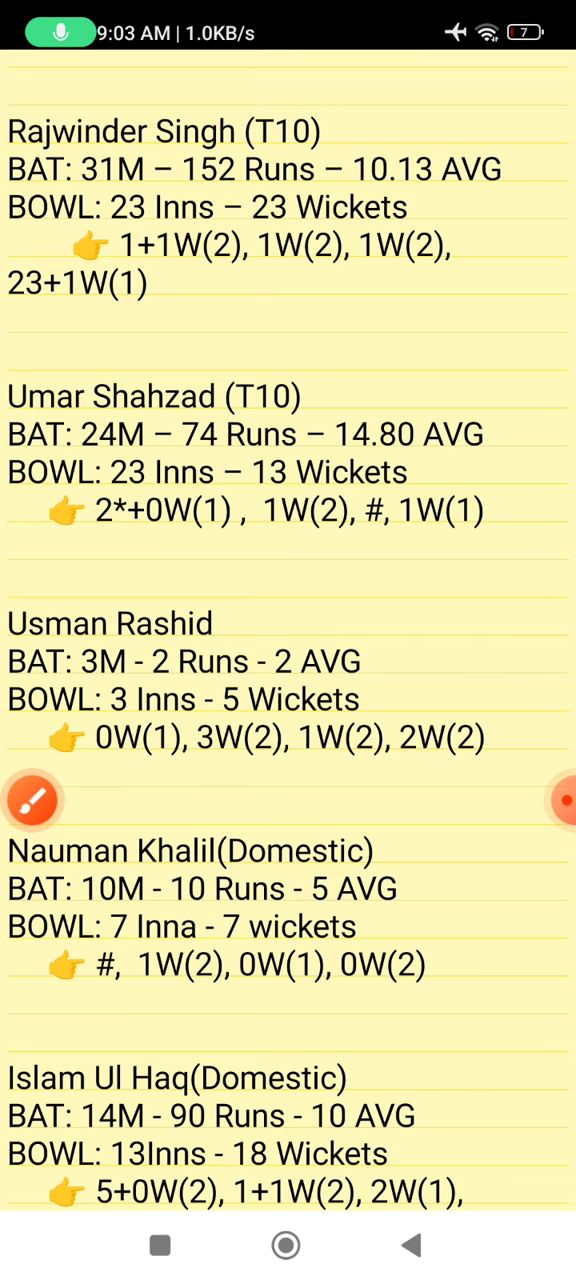 9:03 AM | 1.0KB/s
7
Rajwinder Singh (T10)
BAT: 31M – 152 Runs – 10.13 AVG
BOWL: 23 Inns – 23 Wickets
👉 1+1W(2), 1W(2), 1W(2),
23+1W(1)
Umar Shahzad (T10)
BAT: 24M – 74 Runs – 14.80 AVG
BOWL: 23 Inns – 13 Wickets
👉 2*+0W(1) , 1W(2), #, 1W(1)
Usman Rashid
BAT: 3M - 2 Runs - 2 AVG
BOWL: 3 Inns - 5 Wickets
👉 0W(1), 3W(2), 1W(2), 2W(2)
Nauman Khalil(Domestic)
BAT: 10M - 10 Runs - 5 AVG
BOWL: 7 Inna - 7 wickets
👉 #, 1W(2), 0W(1), 0W(2)
Islam Ul Haq(Domestic)
BAT: 14M - 90 Runs - 10 AVG
BOWL: 13Inns - 18 Wickets
👉 5+0W(2), 1+1W(2), 2W(1),